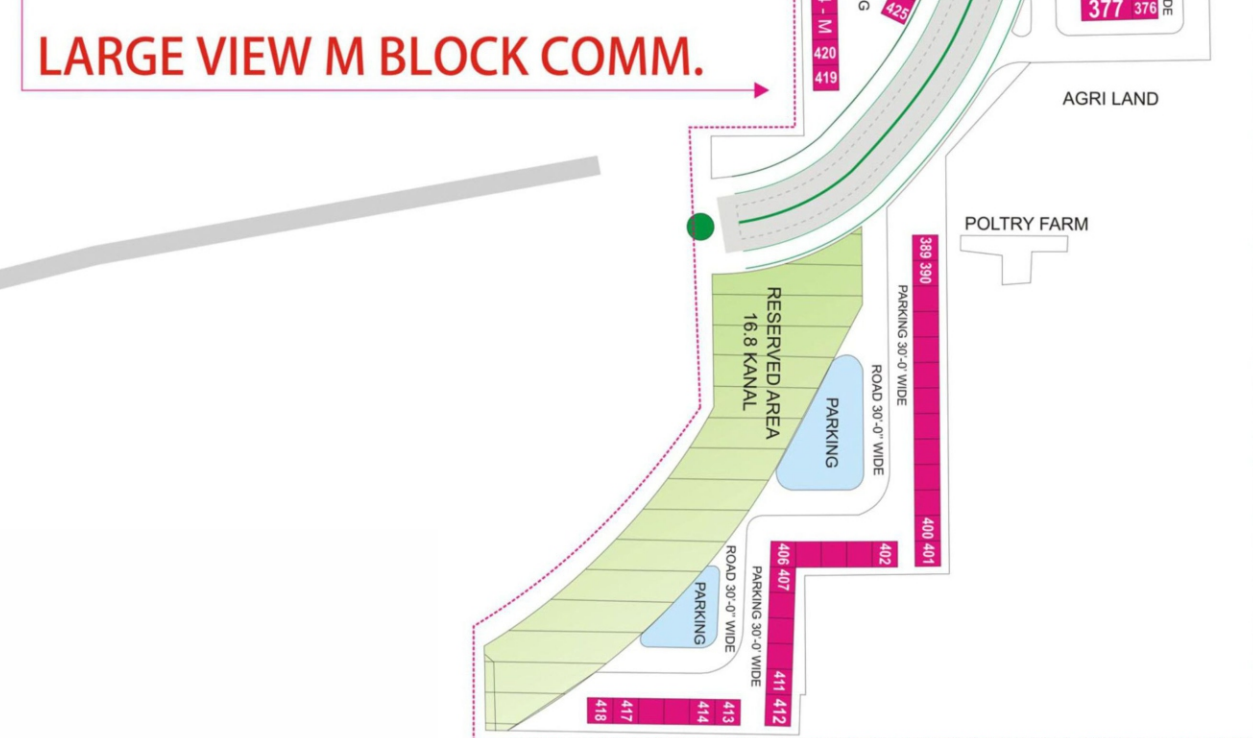 LARGE VIEW M BLOCK COMM.
- M
420
419
G
425
377
376
DE
AGRI LAND
POLTRY FARM
389 390
PARKING 30'-0' WIDE
ROAD 30'-0" WIDE
RESERVED AREA
16.8 KANAL
PARKING
400 401
402
406 407
PARKING
ROAD 30'-0" WIDE
PARKING 30'-0' WIDE
411 412
413
414
417
418